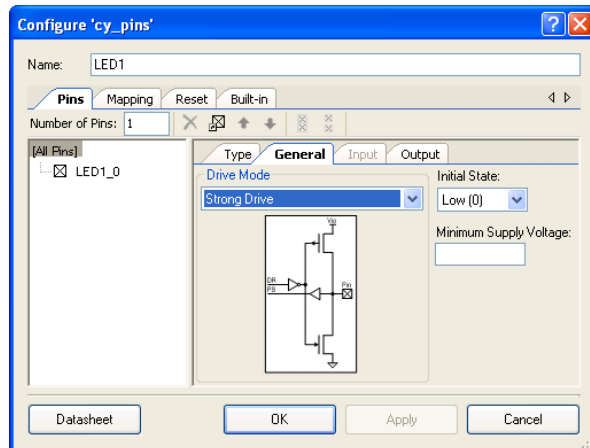 Configure 'cy_pins'
Name: LED1
Pins Mapping Reset Built-in
Number of Pins: 1
[All Pins]
LED1_0
Type General Input Output
Drive Mode
Strong Drive
Initial State:
Low (0)
Minimum Supply Voltage:
Vio
DR
PS
Pin
Datasheet OK Apply Cancel